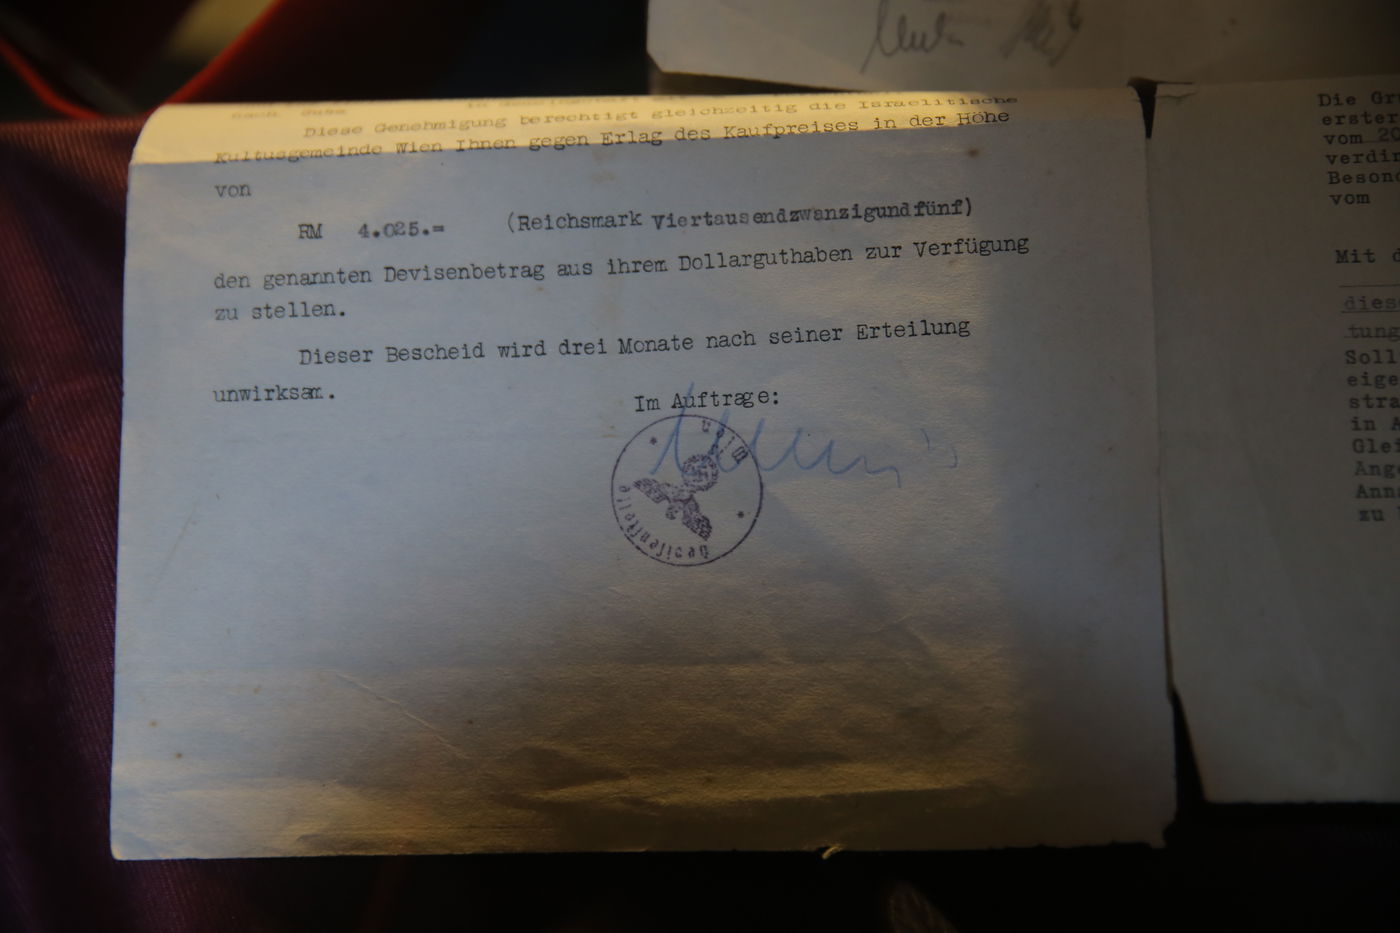 Diese Genehmigung berechtigt gleichzeitig die Israelitische
Kultusgemeinde Wien Ihnen gegen Erlag des Kaufpreises in der Höhe
von
RM 4.025.- (Reichsmark viertausendzwanzigundfünf)
den genannten Devisenbetrag aus ihrem Dollarguthaben zur Verfügung
zu stellen.
Dieser Bescheid wird drei Monate nach seiner Erteilung
unwirksam.
Im Auftrage:
Devisenstelle
Wien
Die Gr
erster
vom 20
verdin
Besond
vom
Mit d
dies
tung
Soll
eige
stra
in A
Glei
Ange
Anns
zu